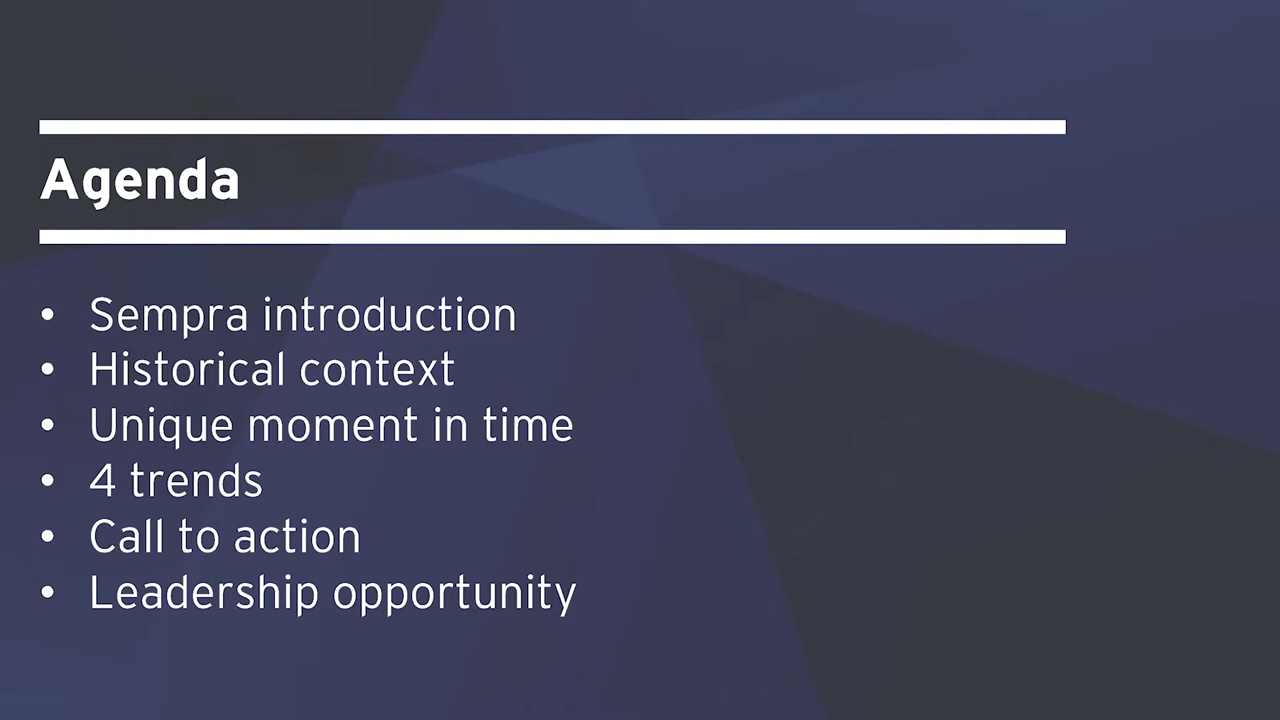 Agenda
• Sempra introduction
• Historical context
• Unique moment in time
• 4 trends
• Call to action
• Leadership opportunity